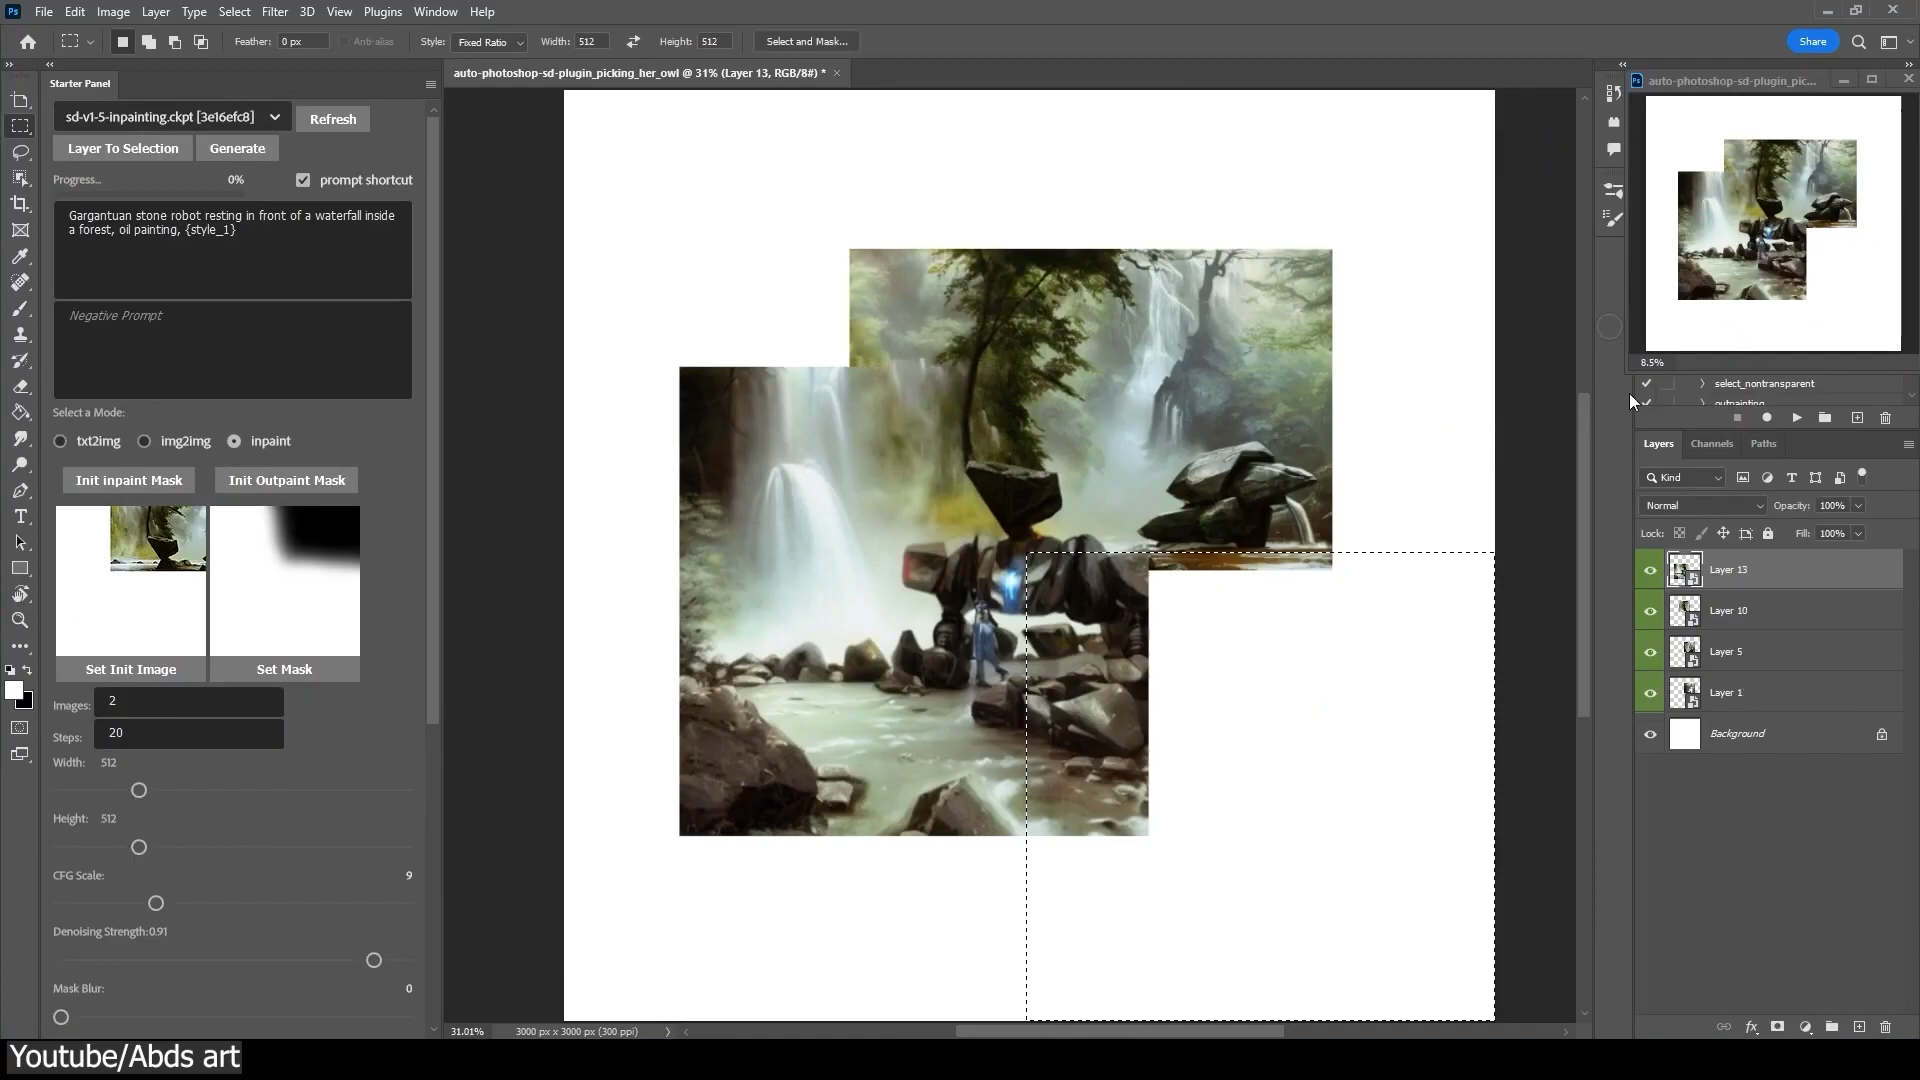 Ps File Edit Image Layer Type Select Filter 3D View Plugins Window Help
Feather: 0 px Anti-alias Style: Fixed Ratio Width: 512 Height: 512 Select and Mask... Share
Starter Panel
auto-photoshop-sd-plugin_picking_her_owl @ 31% (Layer 13, RGB/8#) * ×
Ps auto-photoshop-sd-plugin_pic...
sd-v1-5-inpainting.ckpt [3e16efc8] Refresh
Layer To Selection Generate
Progress... 0% prompt shortcut
Gargantuan stone robot resting in front of a waterfall inside
a forest, oil painting, {style_1}
Negative Prompt
Select a Mode:
txt2img img2img inpaint
Init inpaint Mask Init Outpaint Mask
Set Init Image Set Mask
Images: 2
Steps: 20
Width: 512
Height: 512
CFG Scale: 9
Denoising Strength:0.91
Mask Blur: 0
31.01% 3000 px x 3000 px (300 ppi)
8.5%
select_nontransparent
outpainting
Layers Channels Paths
Kind
Normal Opacity: 100%
Lock: Fill: 100%
Layer 13
Layer 10
Layer 5
Layer 1
Background
Youtube/Abds art